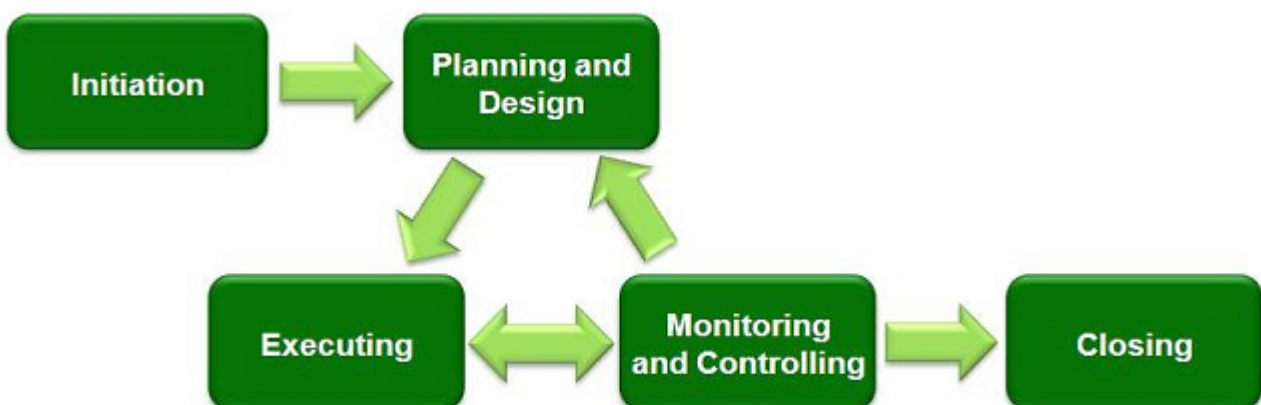 Initiation
Planning and
Design
Executing
Monitoring
and Controlling
Closing